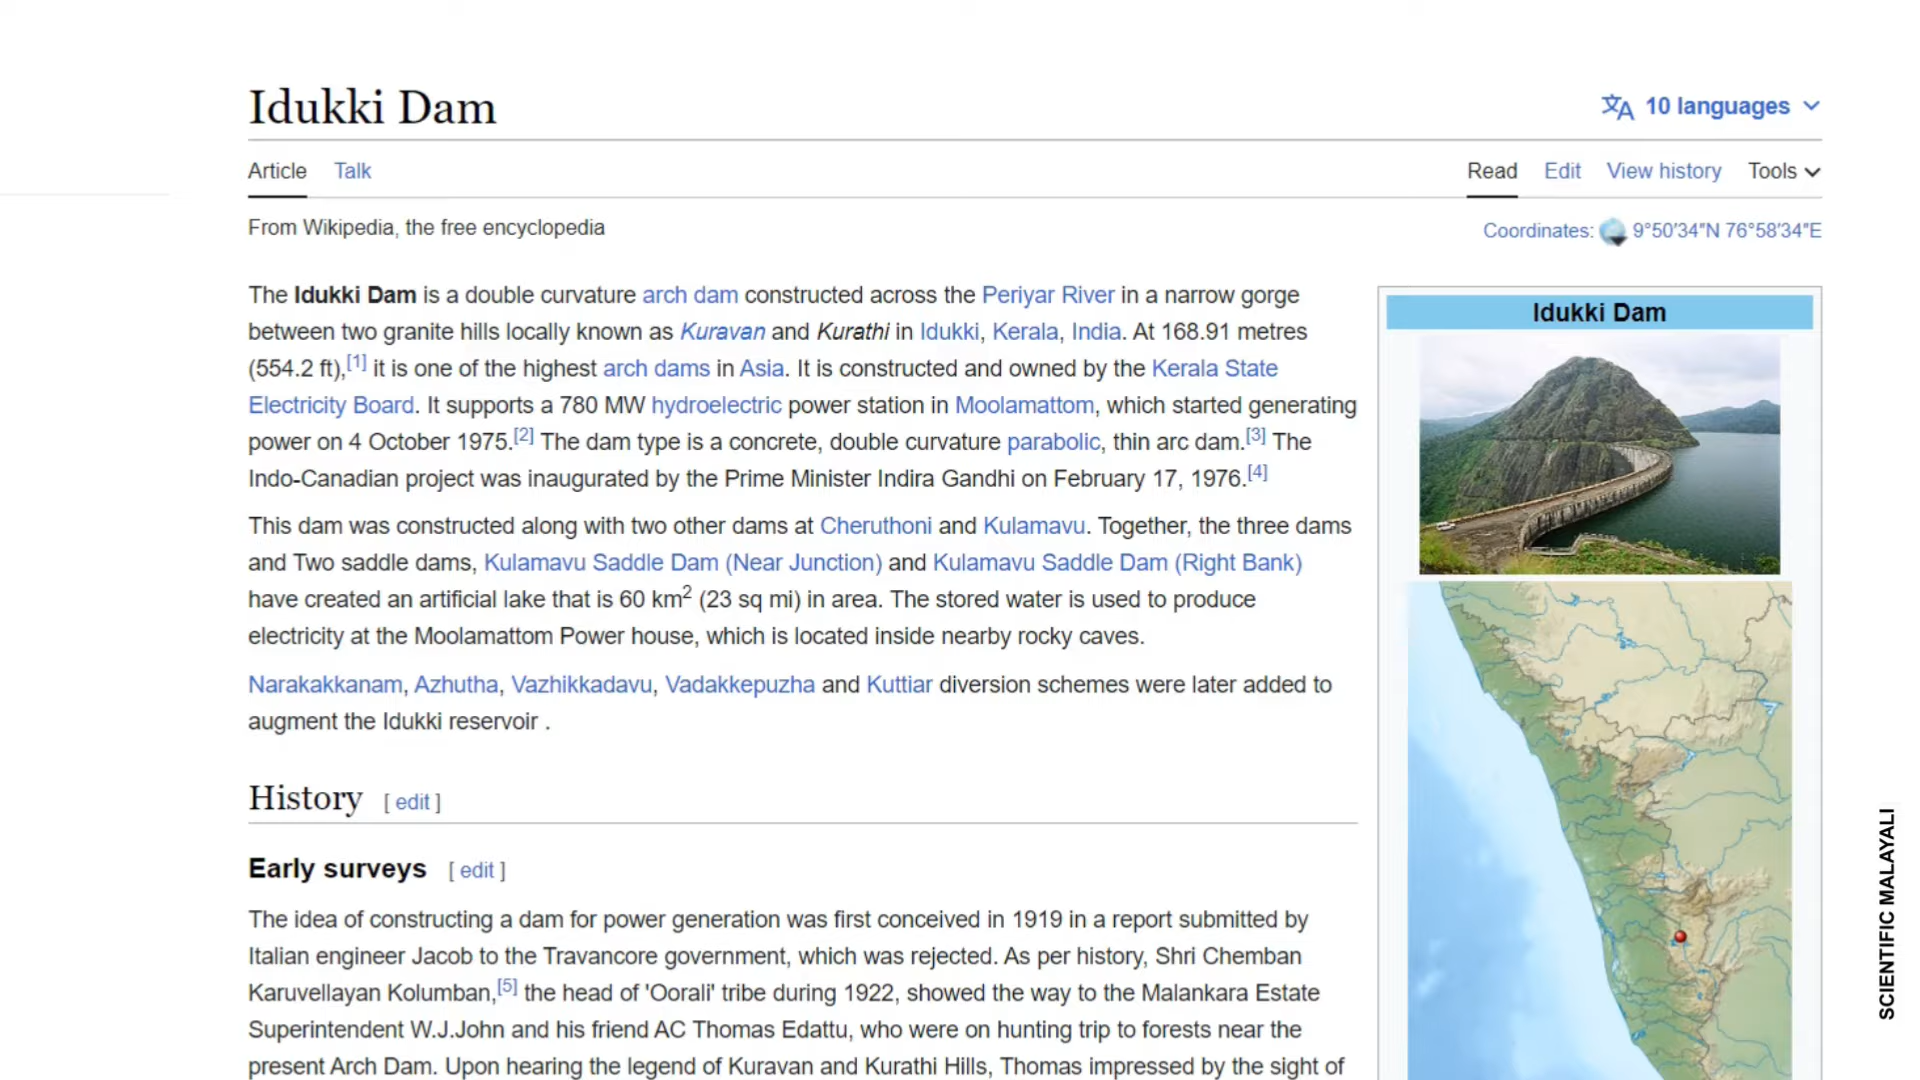 Idukki Dam
10 languages
Article Talk
Read Edit View history Tools
From Wikipedia, the free encyclopedia
Coordinates: 9°50′34″N 76°58′34″E
The Idukki Dam is a double curvature arch dam constructed across the Periyar River in a narrow gorge
between two granite hills locally known as Kuravan and Kurathi in Idukki, Kerala, India. At 168.91 metres
(554.2 ft),[1] it is one of the highest arch dams in Asia. It is constructed and owned by the Kerala State
Electricity Board. It supports a 780 MW hydroelectric power station in Moolamattom, which started generating
power on 4 October 1975.[2] The dam type is a concrete, double curvature parabolic, thin arc dam.[3] The
Indo-Canadian project was inaugurated by the Prime Minister Indira Gandhi on February 17, 1976.[4]
This dam was constructed along with two other dams at Cheruthoni and Kulamavu. Together, the three dams
and Two saddle dams, Kulamavu Saddle Dam (Near Junction) and Kulamavu Saddle Dam (Right Bank)
have created an artificial lake that is 60 km² (23 sq mi) in area. The stored water is used to produce
electricity at the Moolamattom Power house, which is located inside nearby rocky caves.
Narakakkanam, Azhutha, Vazhikkadavu, Vadakkepuzha and Kuttiar diversion schemes were later added to
augment the Idukki reservoir .
History [ edit ]
Early surveys [ edit ]
The idea of constructing a dam for power generation was first conceived in 1919 in a report submitted by
Italian engineer Jacob to the Travancore government, which was rejected. As per history, Shri Chemban
Karuvellayan Kolumban,[5] the head of 'Oorali' tribe during 1922, showed the way to the Malankara Estate
Superintendent W.J.John and his friend AC Thomas Edattu, who were on hunting trip to forests near the
present Arch Dam. Upon hearing the legend of Kuravan and Kurathi Hills, Thomas impressed by the sight of
Idukki Dam
SCIENTIFIC MALAYALI